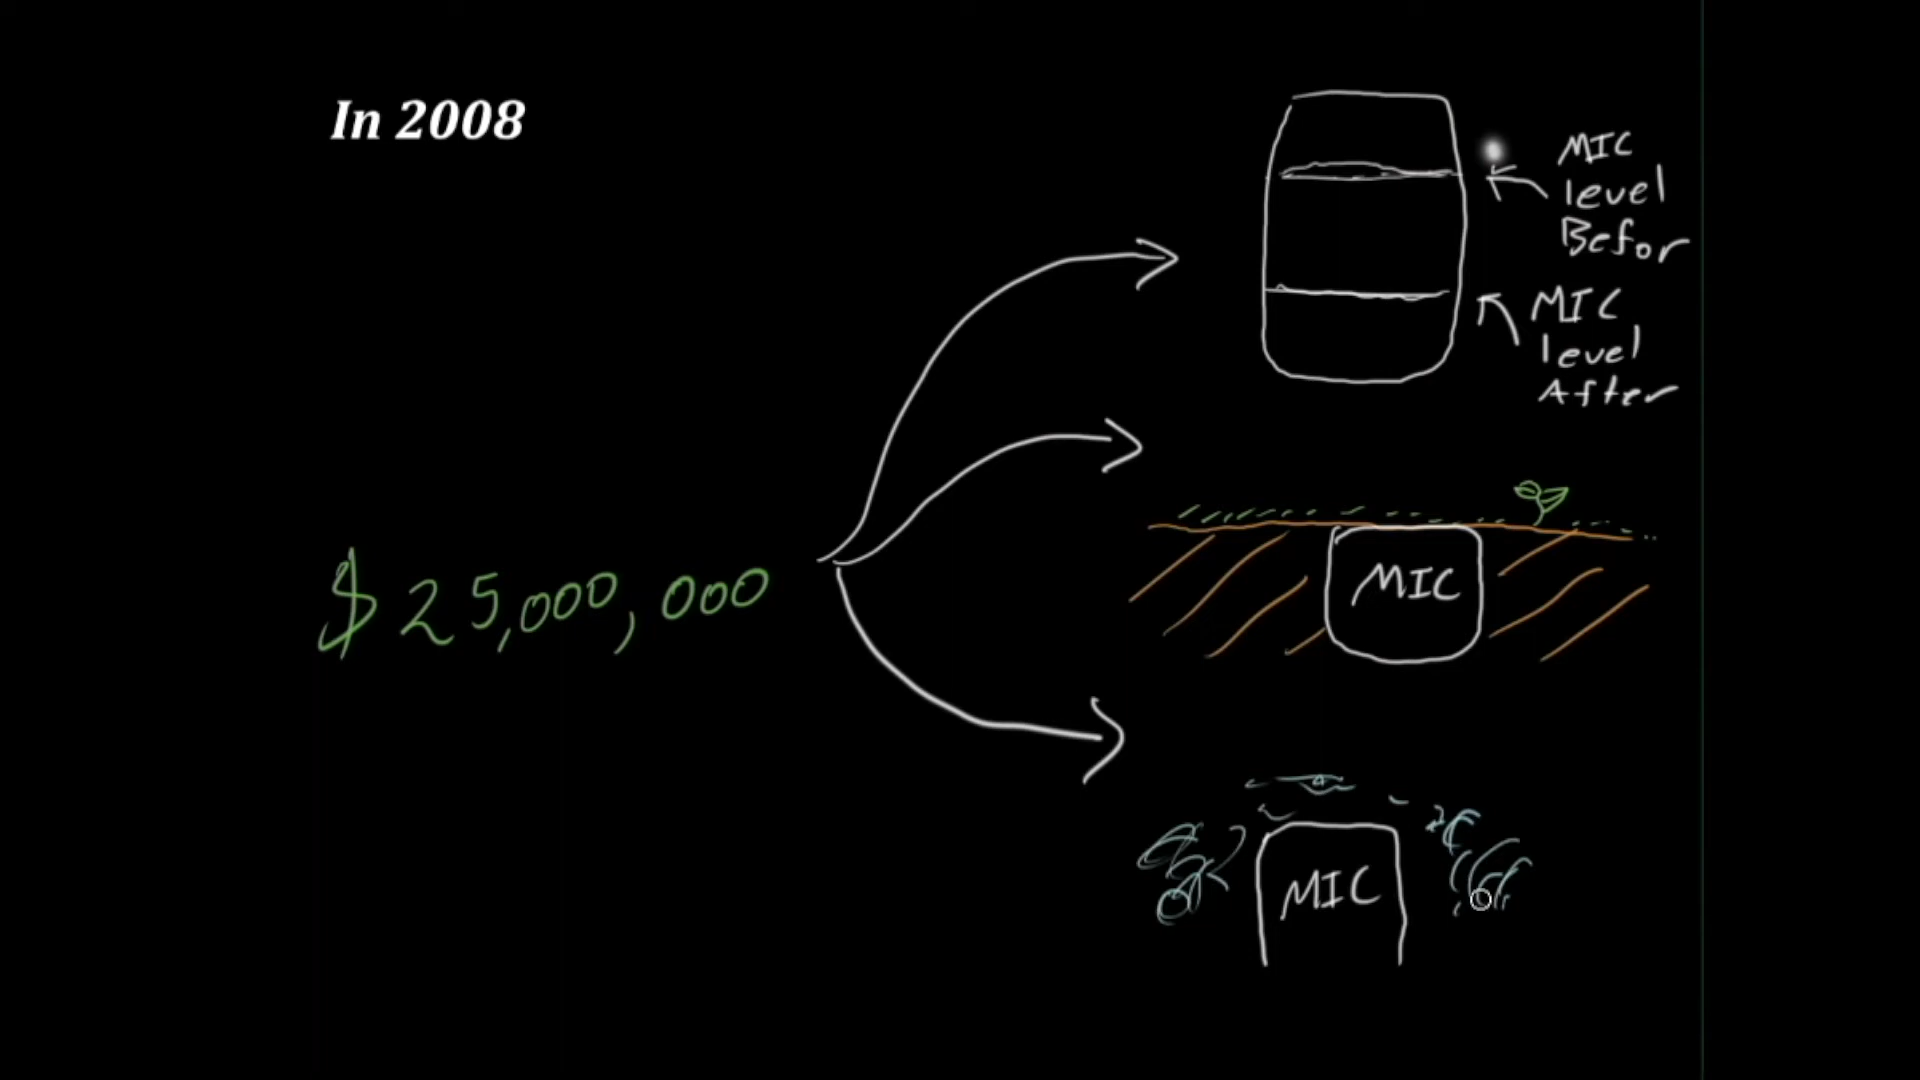 In 2008
MIC
level
Befor
MIC
level
After
$25,000,000
MIC
MIC